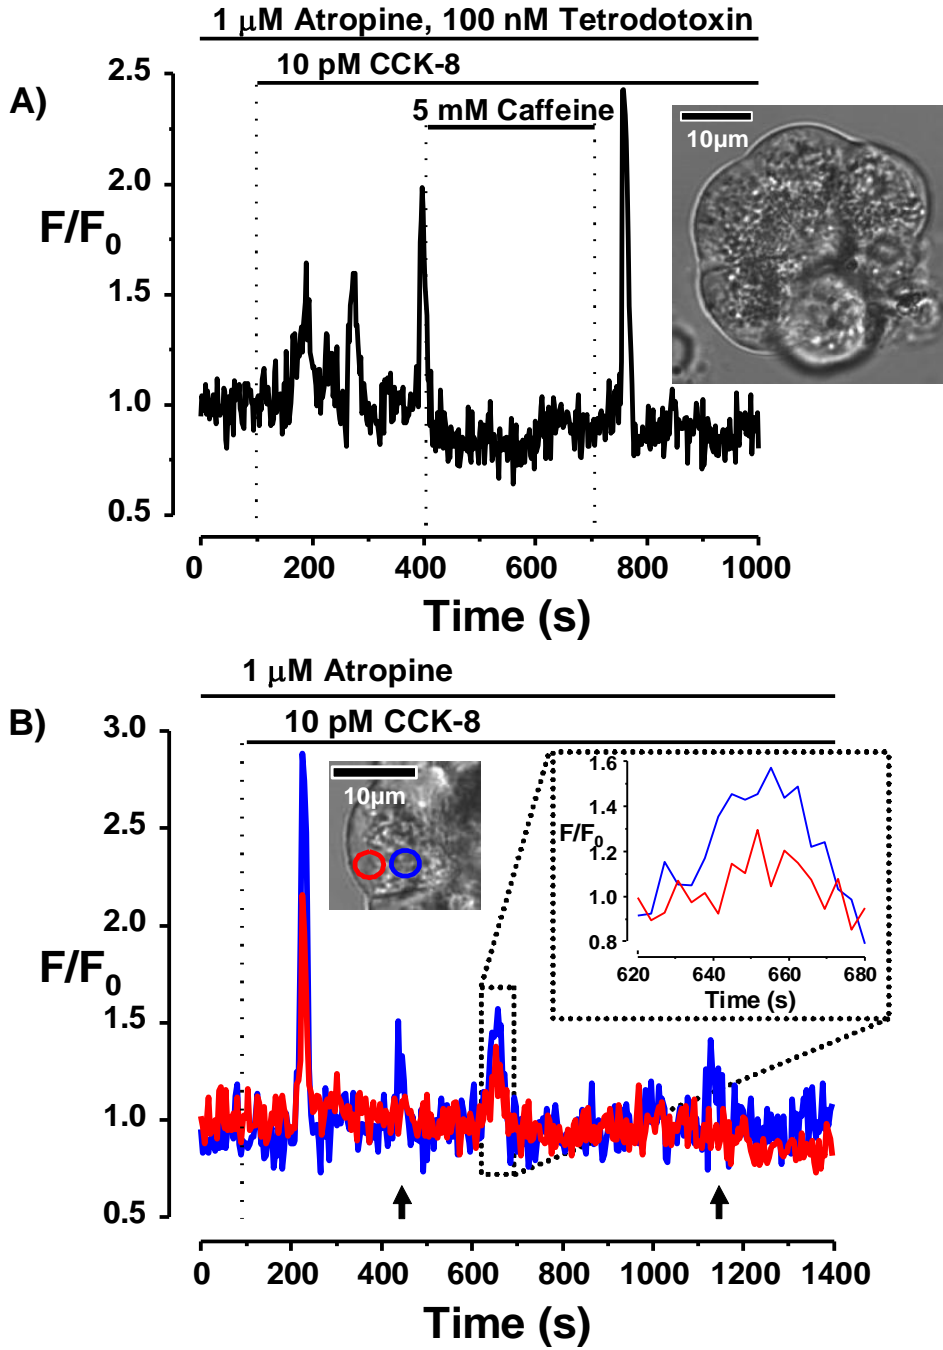 1 μM Atropine, 100 nM Tetrodotoxin
10 pM CCK-8
5 mM Caffeine
A)
10μm
2.5
2.0
1.5
1.0
0.5
F/F0
0 200 400 600 800 1000
Time (s)
1 μM Atropine
10 pM CCK-8
B)
10μm
3.0
2.5
2.0
1.5
1.0
0.5
F/F0
1.6
1.4
1.2
1.0
0.8
F/F0
620 640 660 680
Time (s)
0 200 400 600 800 1000 1200 1400
Time (s)